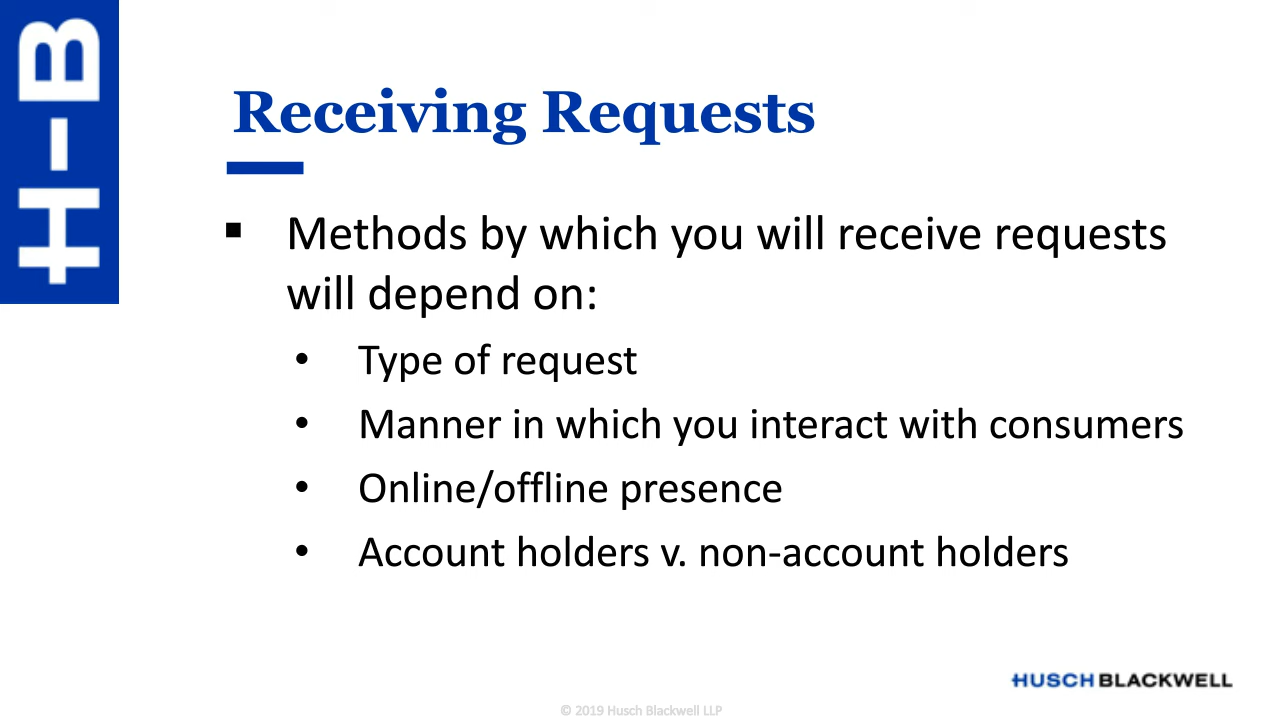 H-B
Receiving Requests
▪ Methods by which you will receive requests
will depend on:
• Type of request
• Manner in which you interact with consumers
• Online/offline presence
• Account holders v. non-account holders
HUSCH BLACKWELL
© 2019 Husch Blackwell LLP